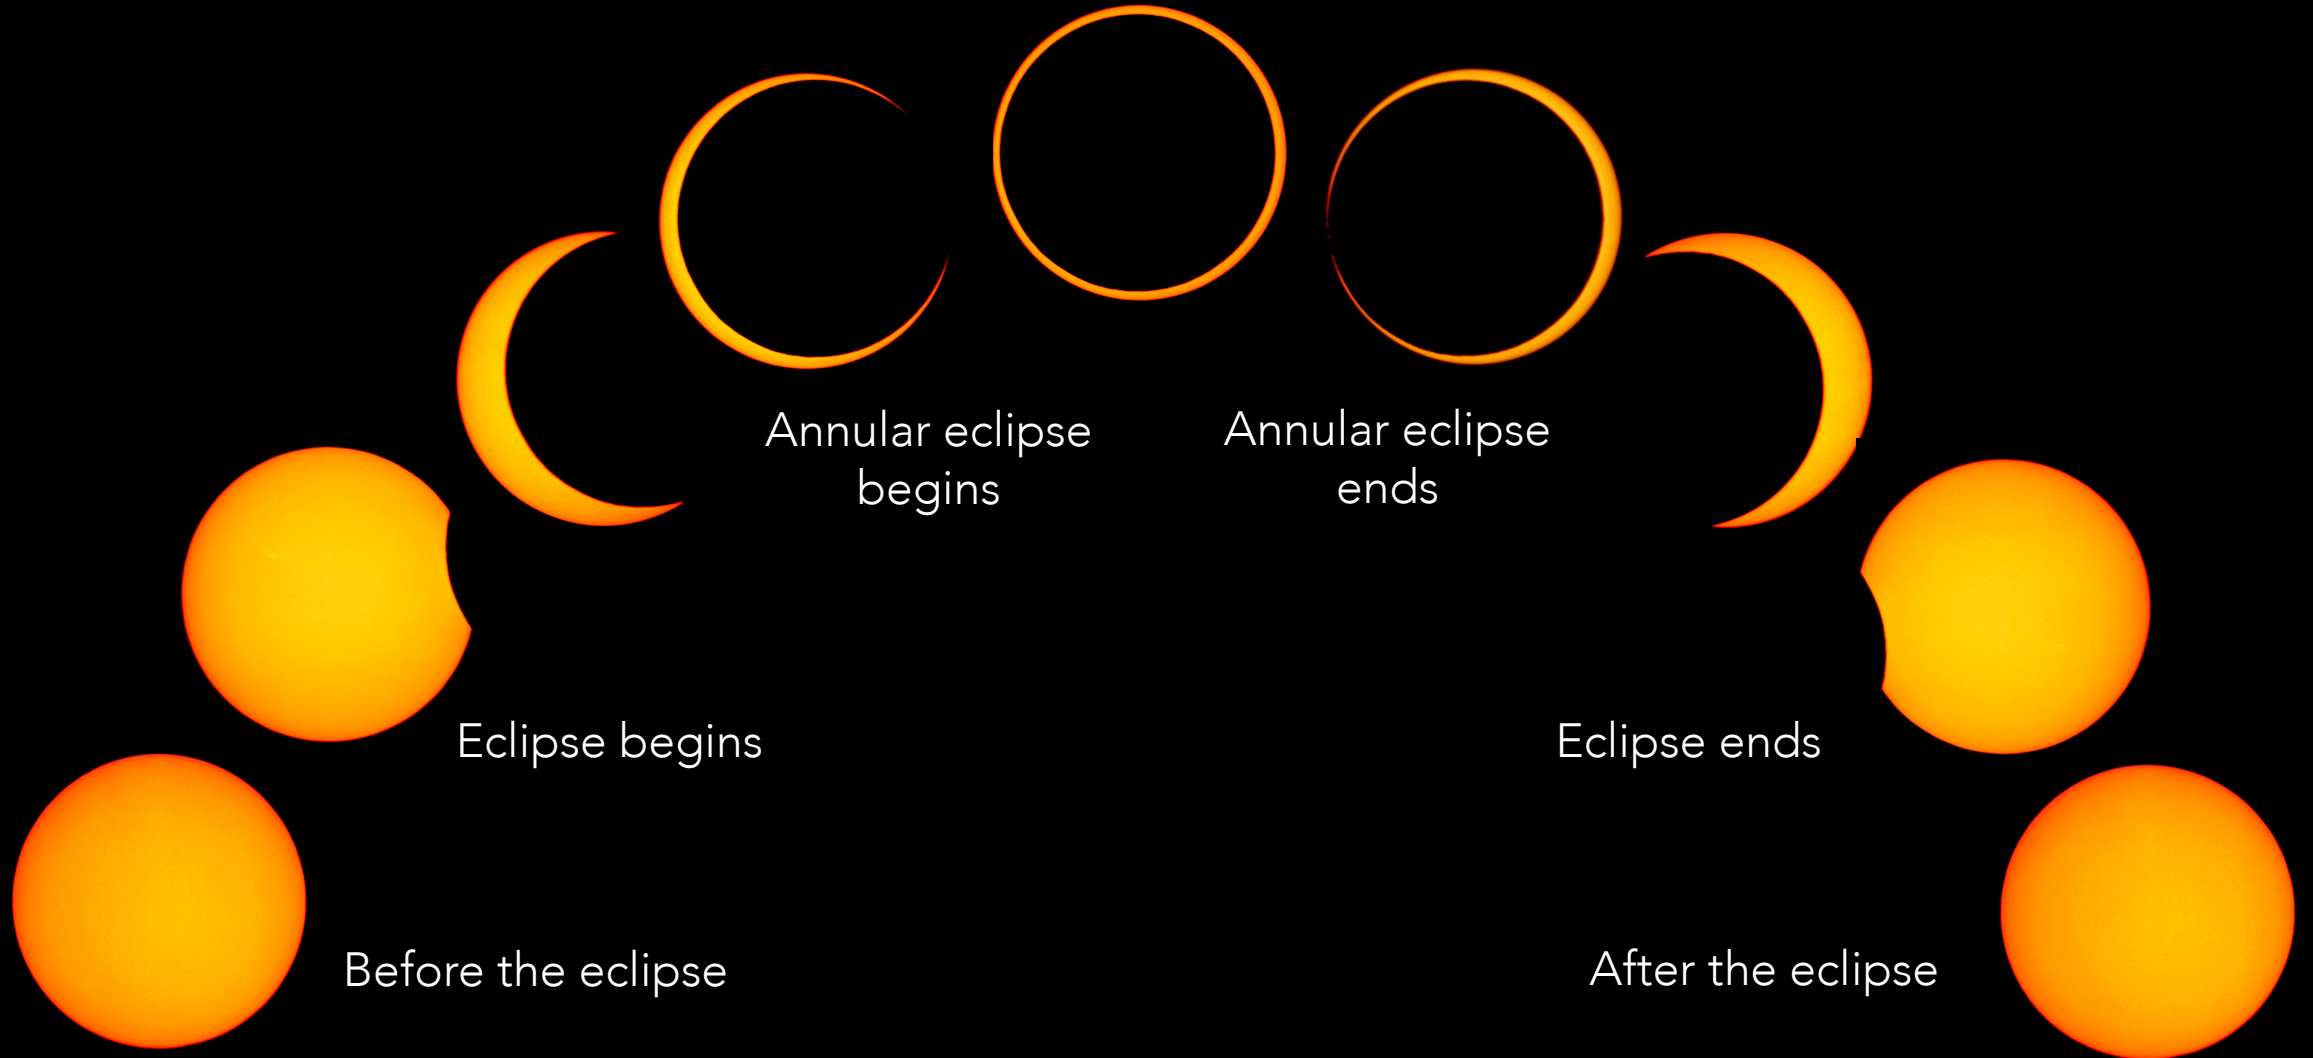 Annular eclipse
begins
Annular eclipse
ends
Eclipse begins
Eclipse ends
Before the eclipse
After the eclipse